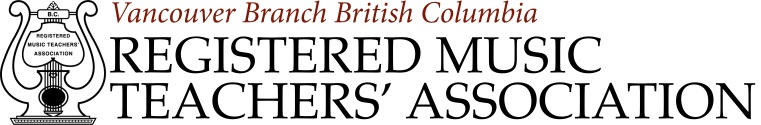 B.C.
REGISTERED
MUSIC TEACHERS'
ASSOCIATION
Vancouver Branch British Columbia
REGISTERED MUSIC
TEACHERS’ ASSOCIATION